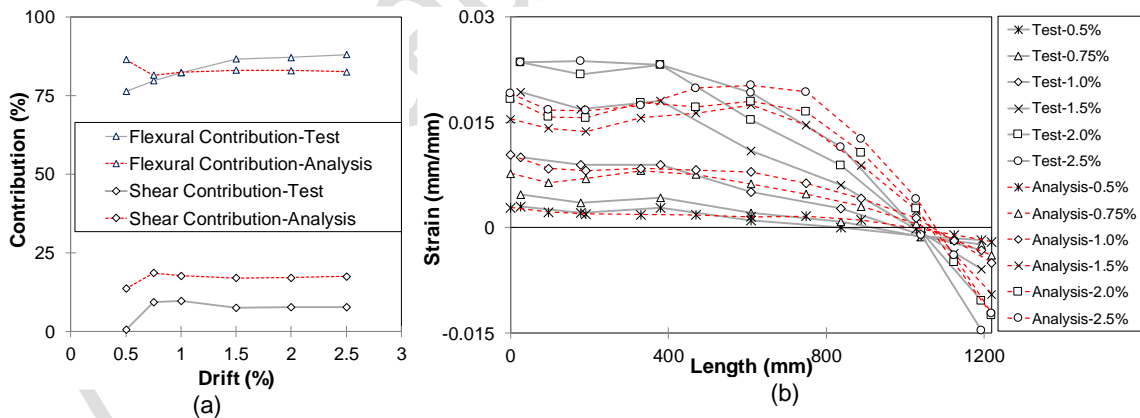 (a)
100
75
50
25
0
Contribution (%)
Flexural Contribution-Test
Flexural Contribution-Analysis
Shear Contribution-Test
Shear Contribution-Analysis
0 0.5 1 1.5 2 2.5 3
Drift (%)
(a)
(b)
0.03
0.015
0
-0.015
Strain (mm/mm)
0 400 800 1200
Length (mm)
(b)
Test-0.5%
Test-0.75%
Test-1.0%
Test-1.5%
Test-2.0%
Test-2.5%
Analysis-0.5%
Analysis-0.75%
Analysis-1.0%
Analysis-1.5%
Analysis-2.0%
Analysis-2.5%